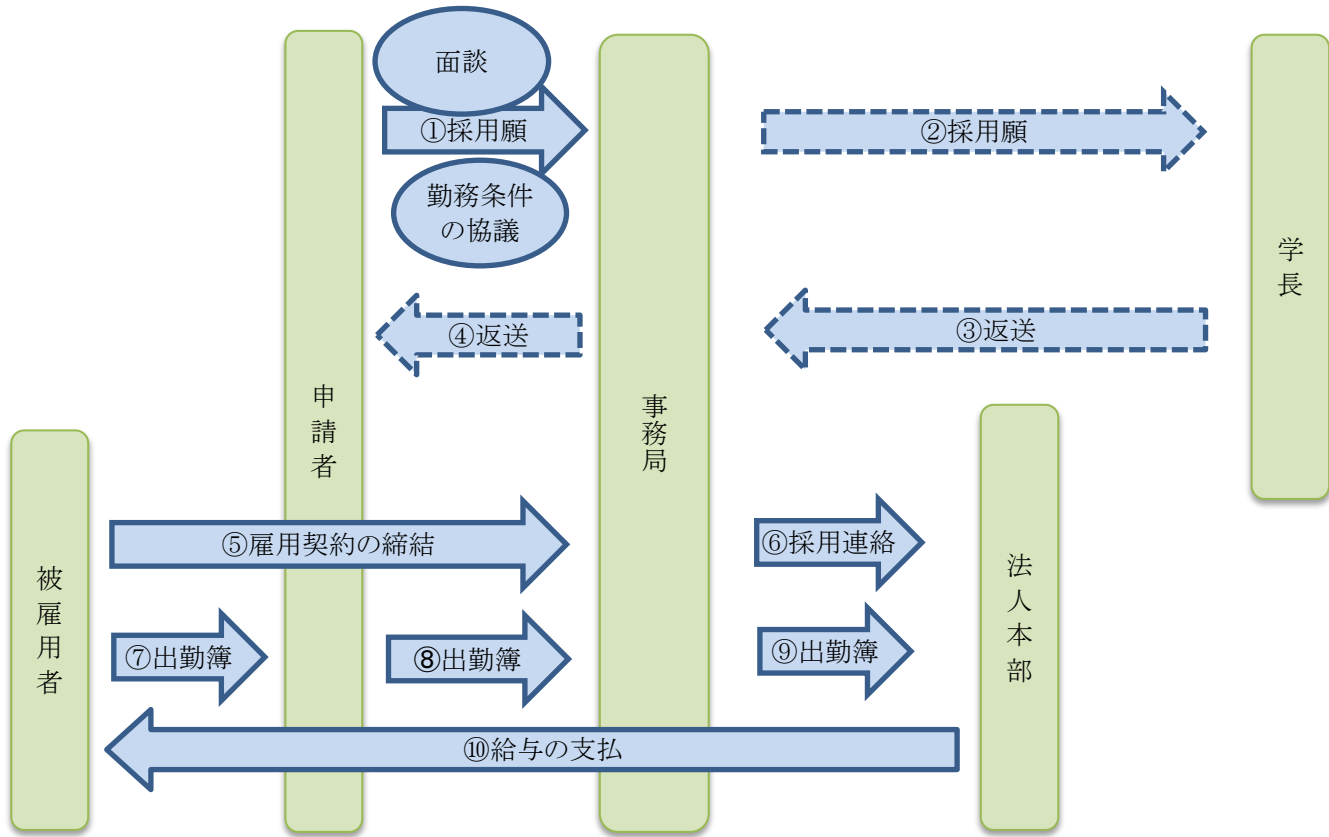 面談
①採用願
②採用願
勤務条件
の協議
学長
④返送
③返送
申請者
事務局
⑤雇用契約の締結
⑥採用連絡
被雇用者
法人本部
⑦出勤簿
⑧出勤簿
⑨出勤簿
⑩給与の支払